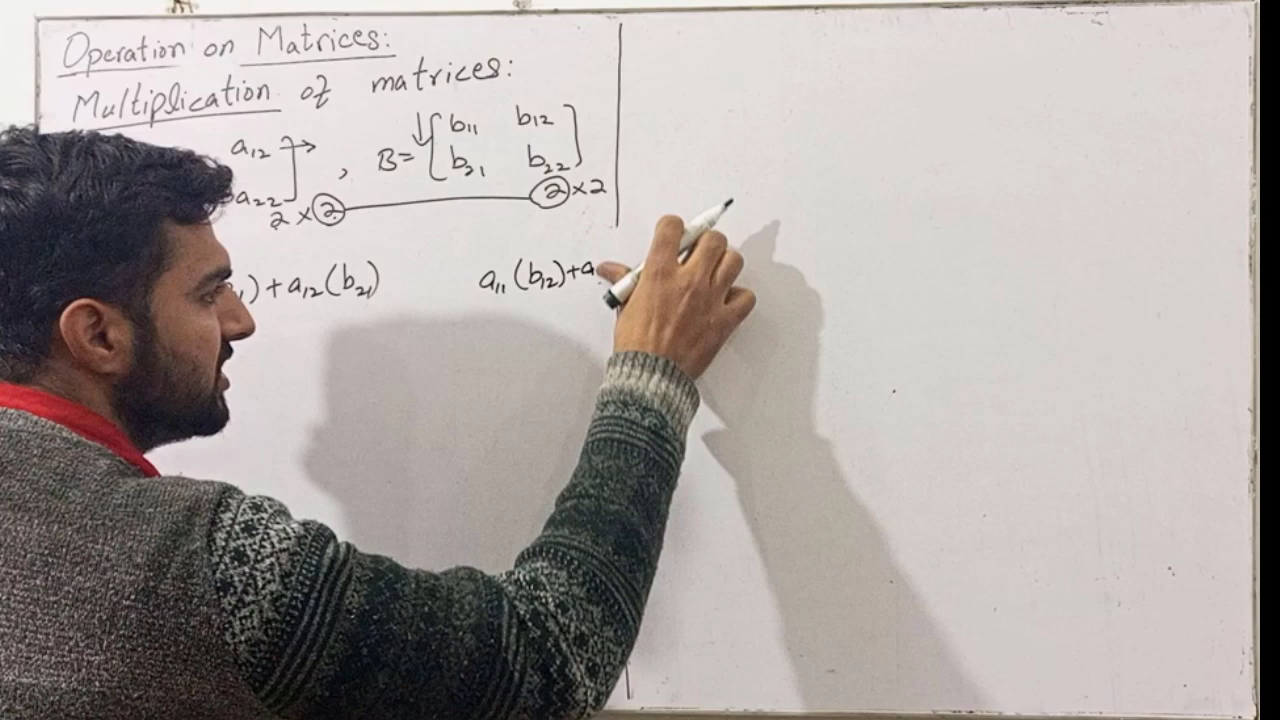 Operation on Matrices:
Multiplication of matrices:
a12 , B= b11 b12
a22 b21 b22
2 × 2 2 × 2
1) + a12 (b21) a11 (b12) + a